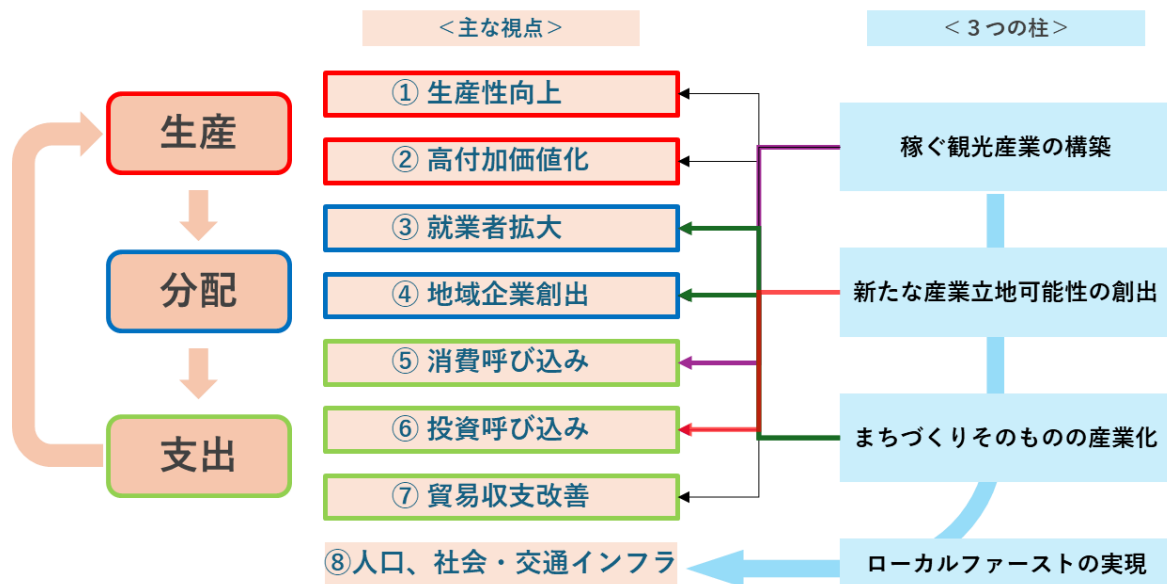 ＜主な視点＞
＜３つの柱＞
生産
分配
支出
① 生産性向上
② 高付加価値化
③ 就業者拡大
④ 地域企業創出
⑤ 消費呼び込み
⑥ 投資呼び込み
⑦ 貿易収支改善
⑧人口、社会・交通インフラ
稼ぐ観光産業の構築
新たな産業立地可能性の創出
まちづくりそのものの産業化
ローカルファーストの実現